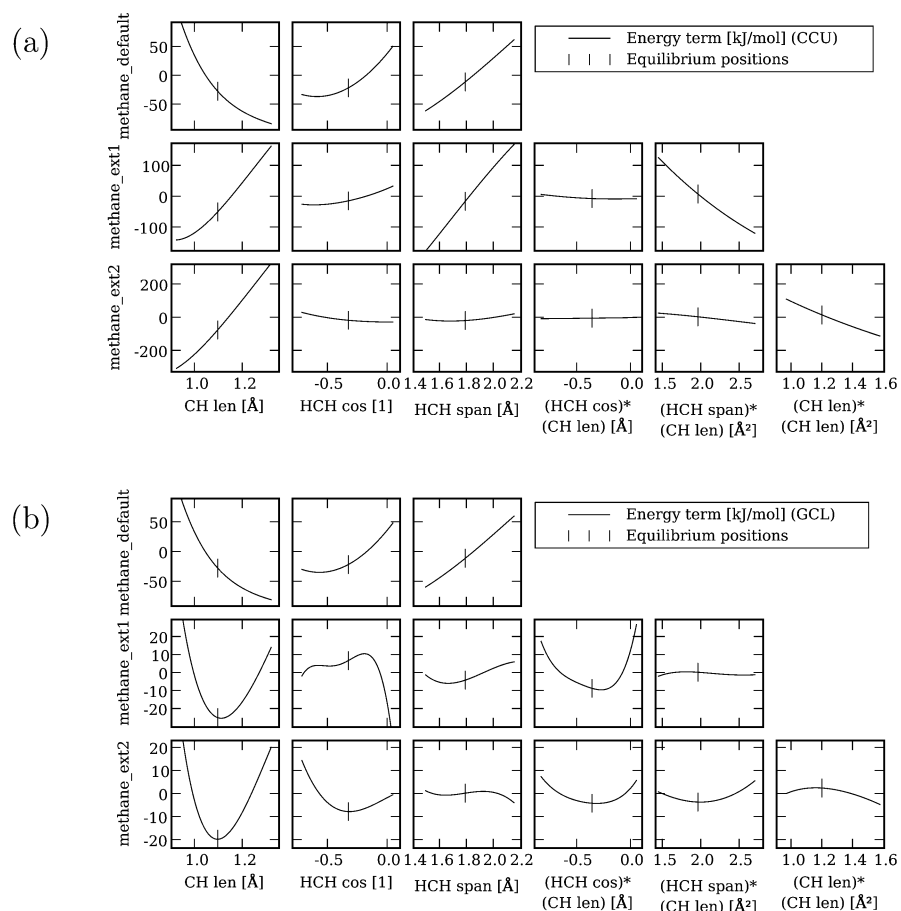 (a)
methane_default
50
0
-50
Energy term [kJ/mol] (CCU)
Equilibrium positions
methane_ext1
100
0
-100
methane_ext2
200
0
-200
1.0 1.2
-0.5 0.0
1.4 1.6 1.8 2.0 2.2
-0.5 0.0
1.5 2.0 2.5
1.0 1.2 1.4 1.6
CH len [Å]
HCH cos [1]
HCH span [Å]
(HCH cos)*
(CH len) [Å]
(HCH span)*
(CH len) [Å²]
(CH len)*
(CH len) [Å²]
(b)
methane_default
50
0
-50
Energy term [kJ/mol] (GCL)
Equilibrium positions
methane_ext1
20
10
0
-10
-20
methane_ext2
20
10
0
-10
-20
1.0 1.2
-0.5 0.0
1.4 1.6 1.8 2.0 2.2
-0.5 0.0
1.5 2.0 2.5
1.0 1.2 1.4 1.6
CH len [Å]
HCH cos [1]
HCH span [Å]
(HCH cos)*
(CH len) [Å]
(HCH span)*
(CH len) [Å²]
(CH len)*
(CH len) [Å²]